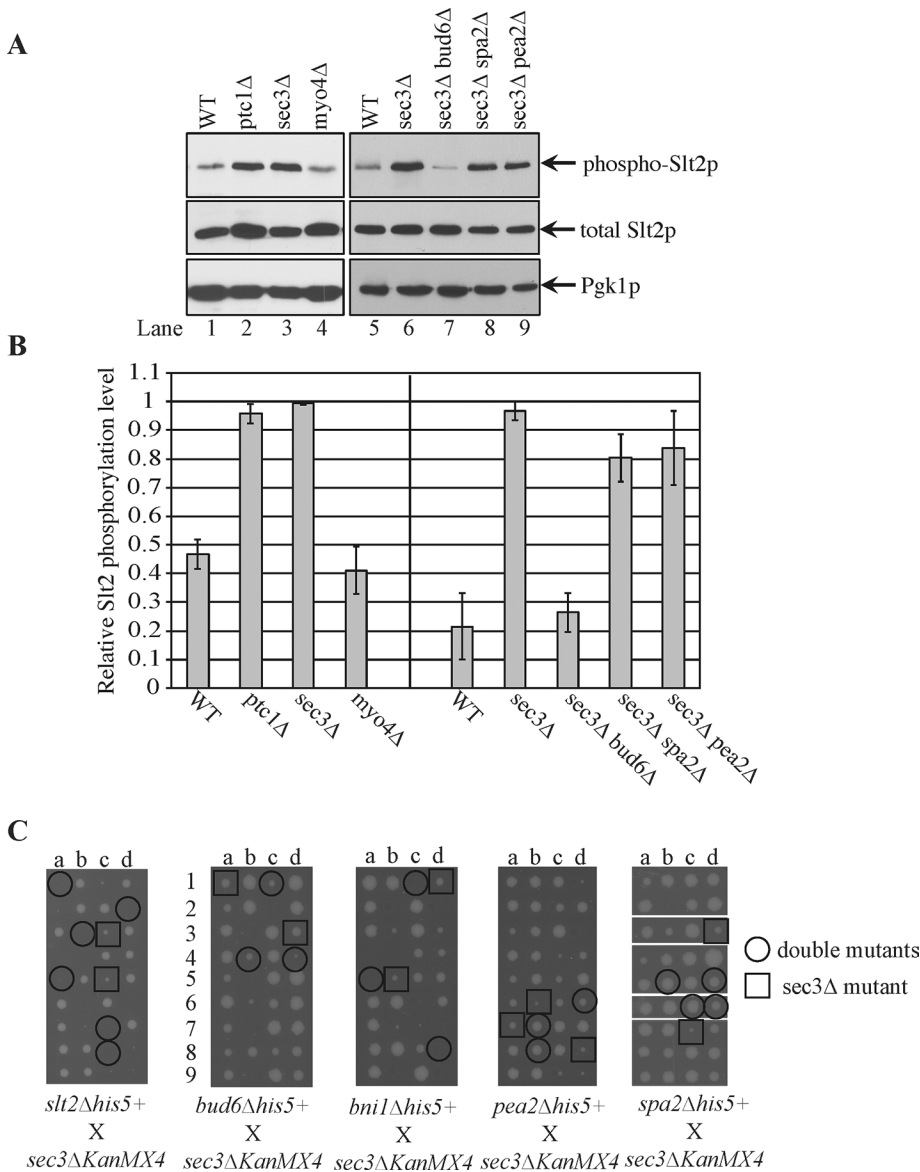 A
WT
ptc1Δ
sec3Δ
myo4Δ
WT
sec3Δ
sec3Δ bud6Δ
sec3Δ spa2Δ
sec3Δ pea2Δ
phospho-Slt2p
total Slt2p
Pgk1p
Lane 1 2 3 4 5 6 7 8 9
B
Relative Slt2 phosphorylation level
1.1
1
0.9
0.8
0.7
0.6
0.5
0.4
0.3
0.2
0.1
0
WT
ptc1Δ
sec3Δ
myo4Δ
WT
sec3Δ
sec3Δ bud6Δ
sec3Δ spa2Δ
sec3Δ pea2Δ
C
a b c d a b c d a b c d a b c d a b c d
1
2
3
4
5
6
7
8
9
double mutants
sec3Δ mutant
slt2Δhis5+ bud6Δhis5+ bni1Δhis5+ pea2Δhis5+ spa2Δhis5+
X X X X X
sec3ΔKanMX4 sec3ΔKanMX4 sec3ΔKanMX4 sec3ΔKanMX4 sec3ΔKanMX4